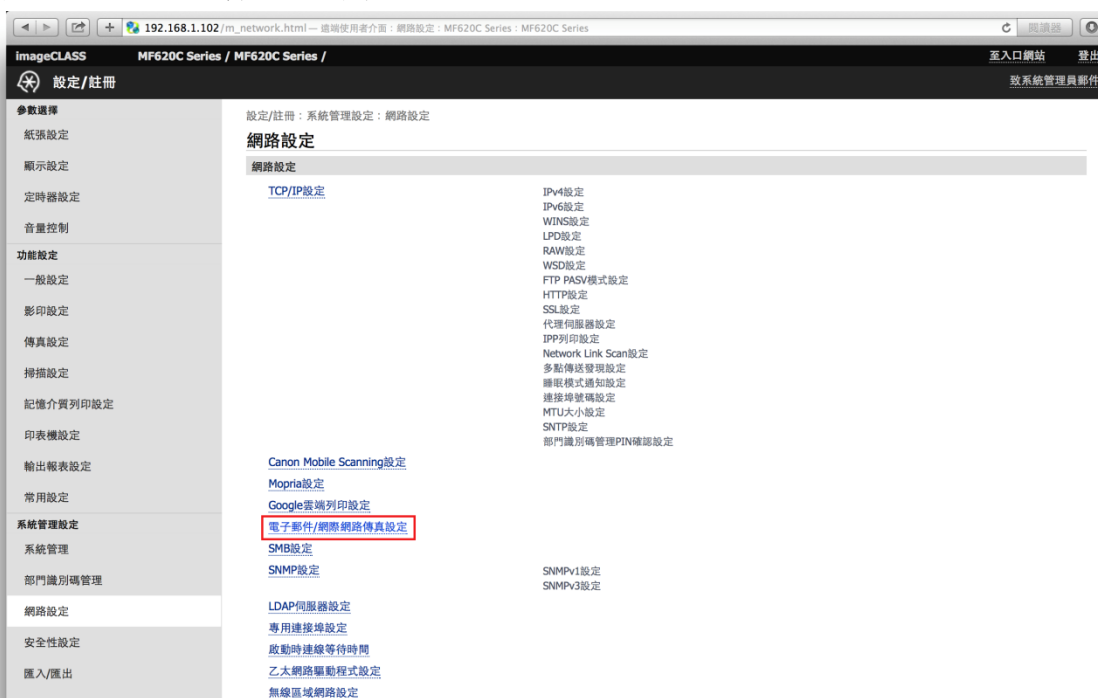 192.168.1.102/m_network.html — 遠端使用者介面：網路設定：MF620C Series：MF620C Series
閱讀器
imageCLASS MF620C Series / MF620C Series /
至入口網站 登出
設定/註冊
致系統管理員郵件
參數選擇
紙張設定
顯示設定
定時器設定
音量控制
功能設定
一般設定
影印設定
傳真設定
掃描設定
記憶介質列印設定
印表機設定
輸出報表設定
常用設定
系統管理設定
系統管理
部門識別碼管理
網路設定
安全性設定
匯入/匯出
設定/註冊：系統管理設定：網路設定
網路設定
網路設定
TCP/IP設定
IPv4設定
IPv6設定
WINS設定
LPD設定
RAW設定
WSD設定
FTP PASV模式設定
HTTP設定
SSL設定
代理伺服器設定
IPP列印設定
Network Link Scan設定
多點傳送發現設定
睡眠模式通知設定
連接埠號碼設定
MTU大小設定
SNTP設定
部門識別碼管理PIN確認設定
Canon Mobile Scanning設定
Mopria設定
Google雲端列印設定
電子郵件/網際網路傳真設定
SMB設定
SNMP設定
SNMPv1設定
SNMPv3設定
LDAP伺服器設定
專用連接埠設定
啟動時連線等待時間
乙太網路驅動程式設定
無線區域網路設定